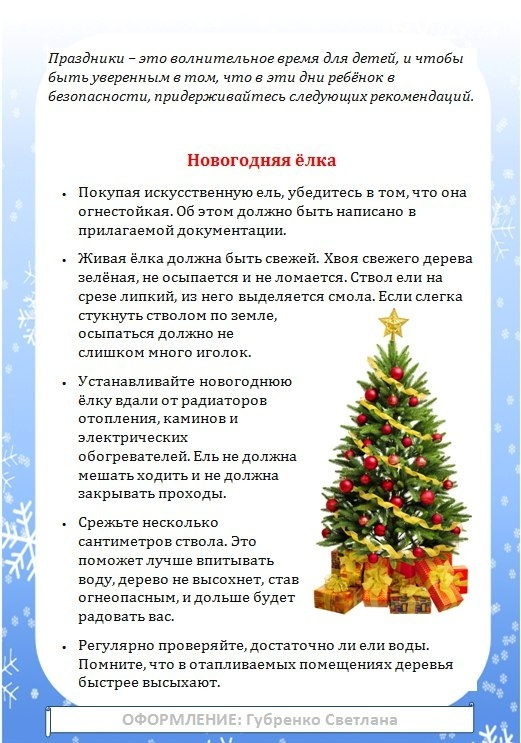 Праздники – это волнительное время для детей, и чтобы
быть уверенным в том, что в эти дни ребёнок в
безопасности, придерживайтесь следующих рекомендаций.
Новогодняя ёлка
• Покупая искусственную ель, убедитесь в том, что она
огнестойкая. Об этом должно быть написано в
прилагаемой документации.
• Живая ёлка должна быть свежей. Хвоя свежего дерева
зелёная, не осыпается и не ломается. Ствол ели на
срезе липкий, из него выделяется смола. Если слегка
стукнуть стволом по земле,
осыпаться должно не
слишком много иголок.
• Устанавливайте новогоднюю
ёлку вдали от радиаторов
отопления, каминов и
электрических
обогревателей. Ель не должна
мешать ходить и не должна
закрывать проходы.
• Срежьте несколько
сантиметров ствола. Это
поможет лучше впитывать
воду, дерево не высохнет, став
огнеопасным, и дольше будет
радовать вас.
• Регулярно проверяйте, достаточно ли ели воды.
Помните, что в отапливаемых помещениях деревья
быстрее высыхают.
ОФОРМЛЕНИЕ: Губренко Светлана